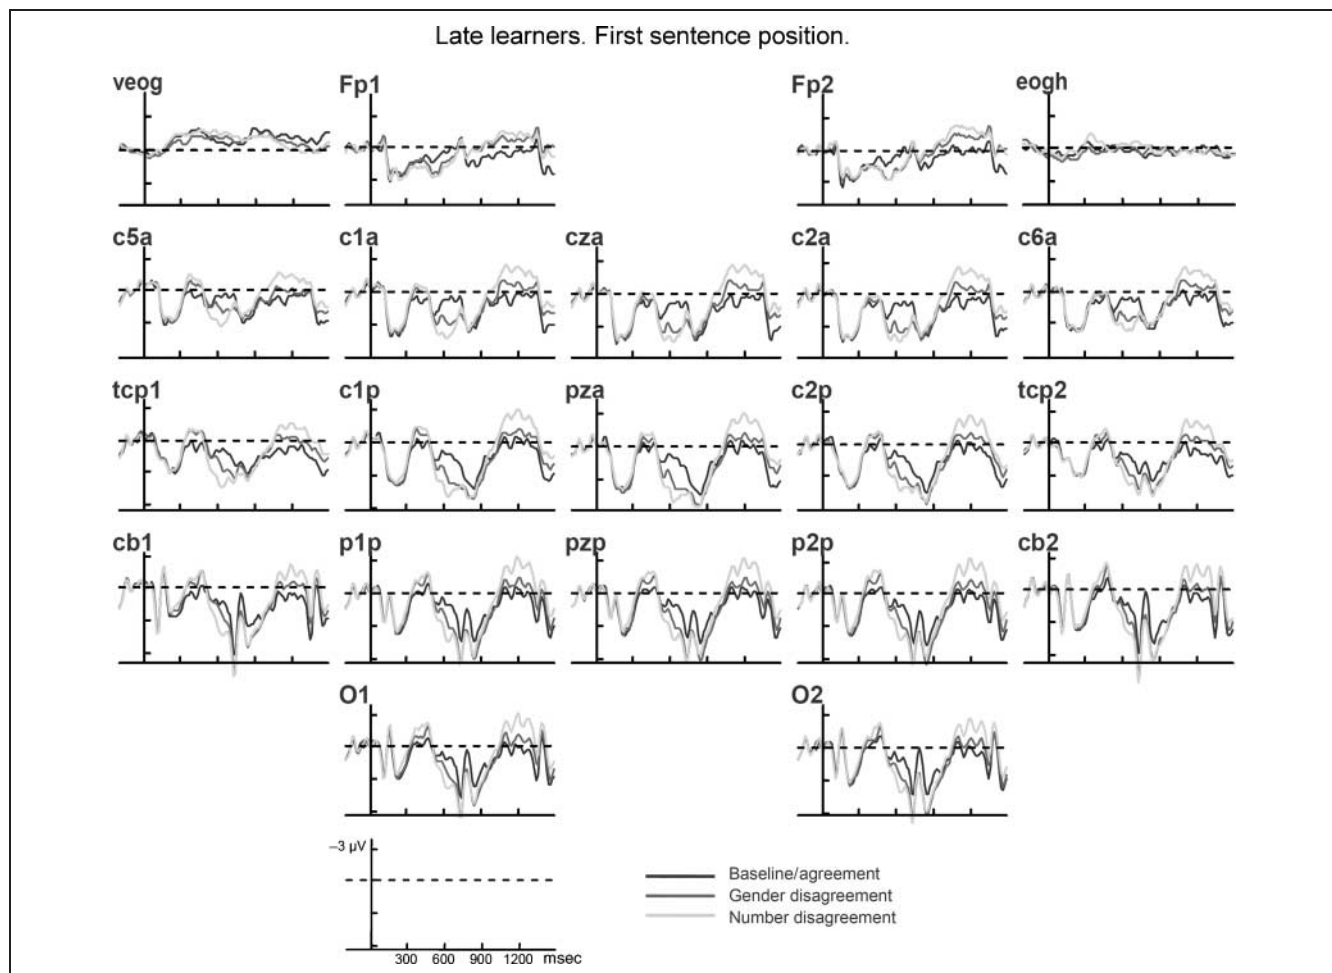 Late learners. First sentence position.
veog Fp1 Fp2 eogh
c5a c1a cza c2a c6a
tcp1 c1p pza c2p tcp2
cb1 p1p pzp p2p cb2
O1 O2
–3 µV
Baseline/agreement
Gender disagreement
Number disagreement
300 600 900 1200 msec